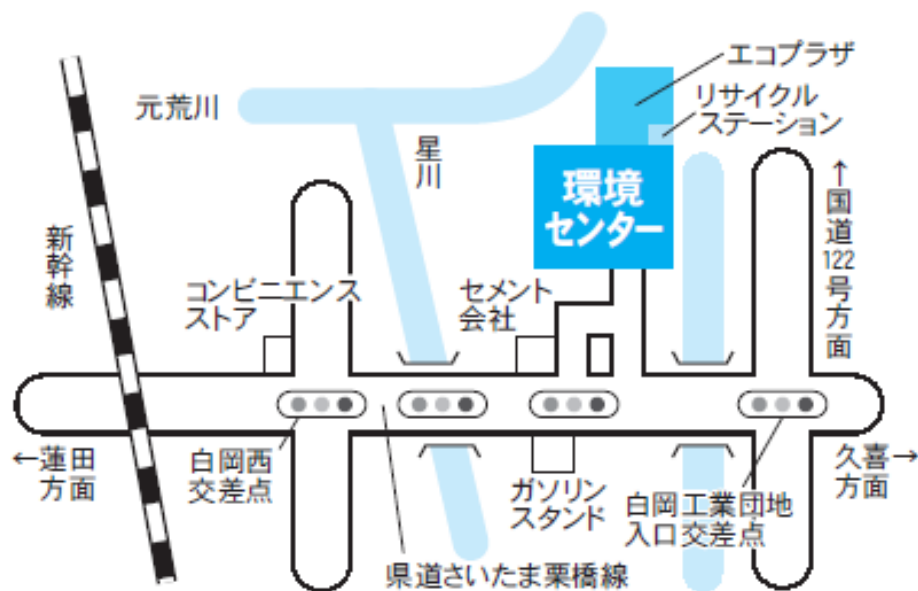 エコプラザ
リサイクル
ステーション
元荒川
星川
環境
センター
↑国道122号方面
新幹線
コンビニエンス
ストア
セメント
会社
←蓮田
方面
白岡西
交差点
ガソリン
スタンド
白岡工業団地
入口交差点
久喜→
方面
県道さいたま栗橋線